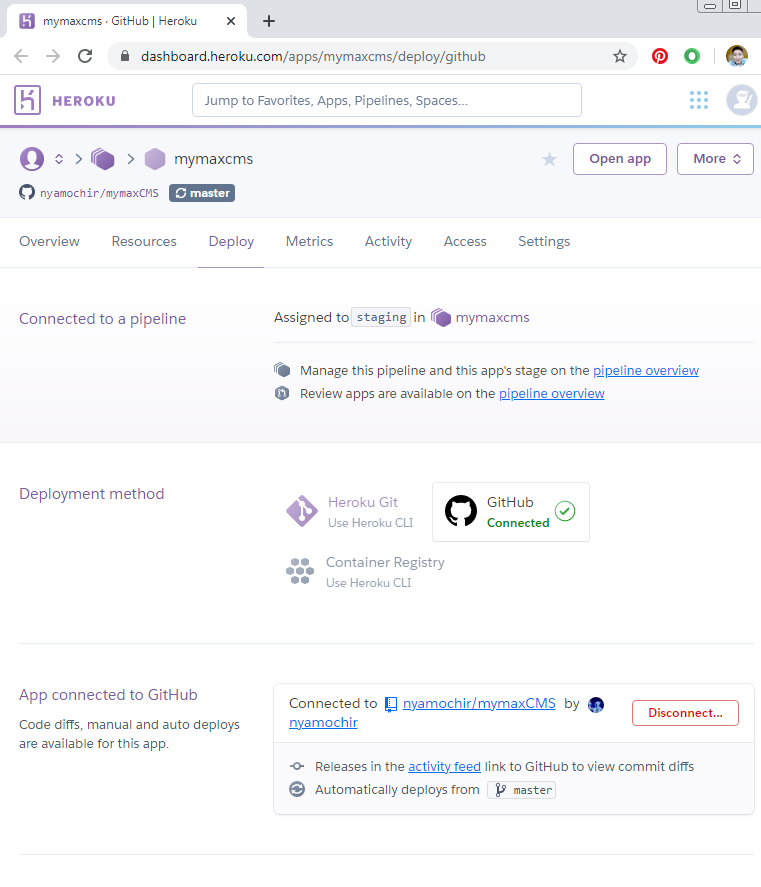 mymaxcms · GitHub | Heroku
dashboard.heroku.com/apps/mymaxcms/deploy/github
HEROKU
Jump to Favorites, Apps, Pipelines, Spaces...
mymaxcms
Open app
More
nyamochir/mymaxCMS
master
Overview Resources Deploy Metrics Activity Access Settings
Connected to a pipeline
Assigned to staging in mymaxcms
Manage this pipeline and this app's stage on the pipeline overview
Review apps are available on the pipeline overview
Deployment method
Heroku Git
Use Heroku CLI
GitHub
Connected
Container Registry
Use Heroku CLI
App connected to GitHub
Code diffs, manual and auto deploys
are available for this app.
Connected to nyamochir/mymaxCMS by
nyamochir
Disconnect...
Releases in the activity feed link to GitHub to view commit diffs
Automatically deploys from master